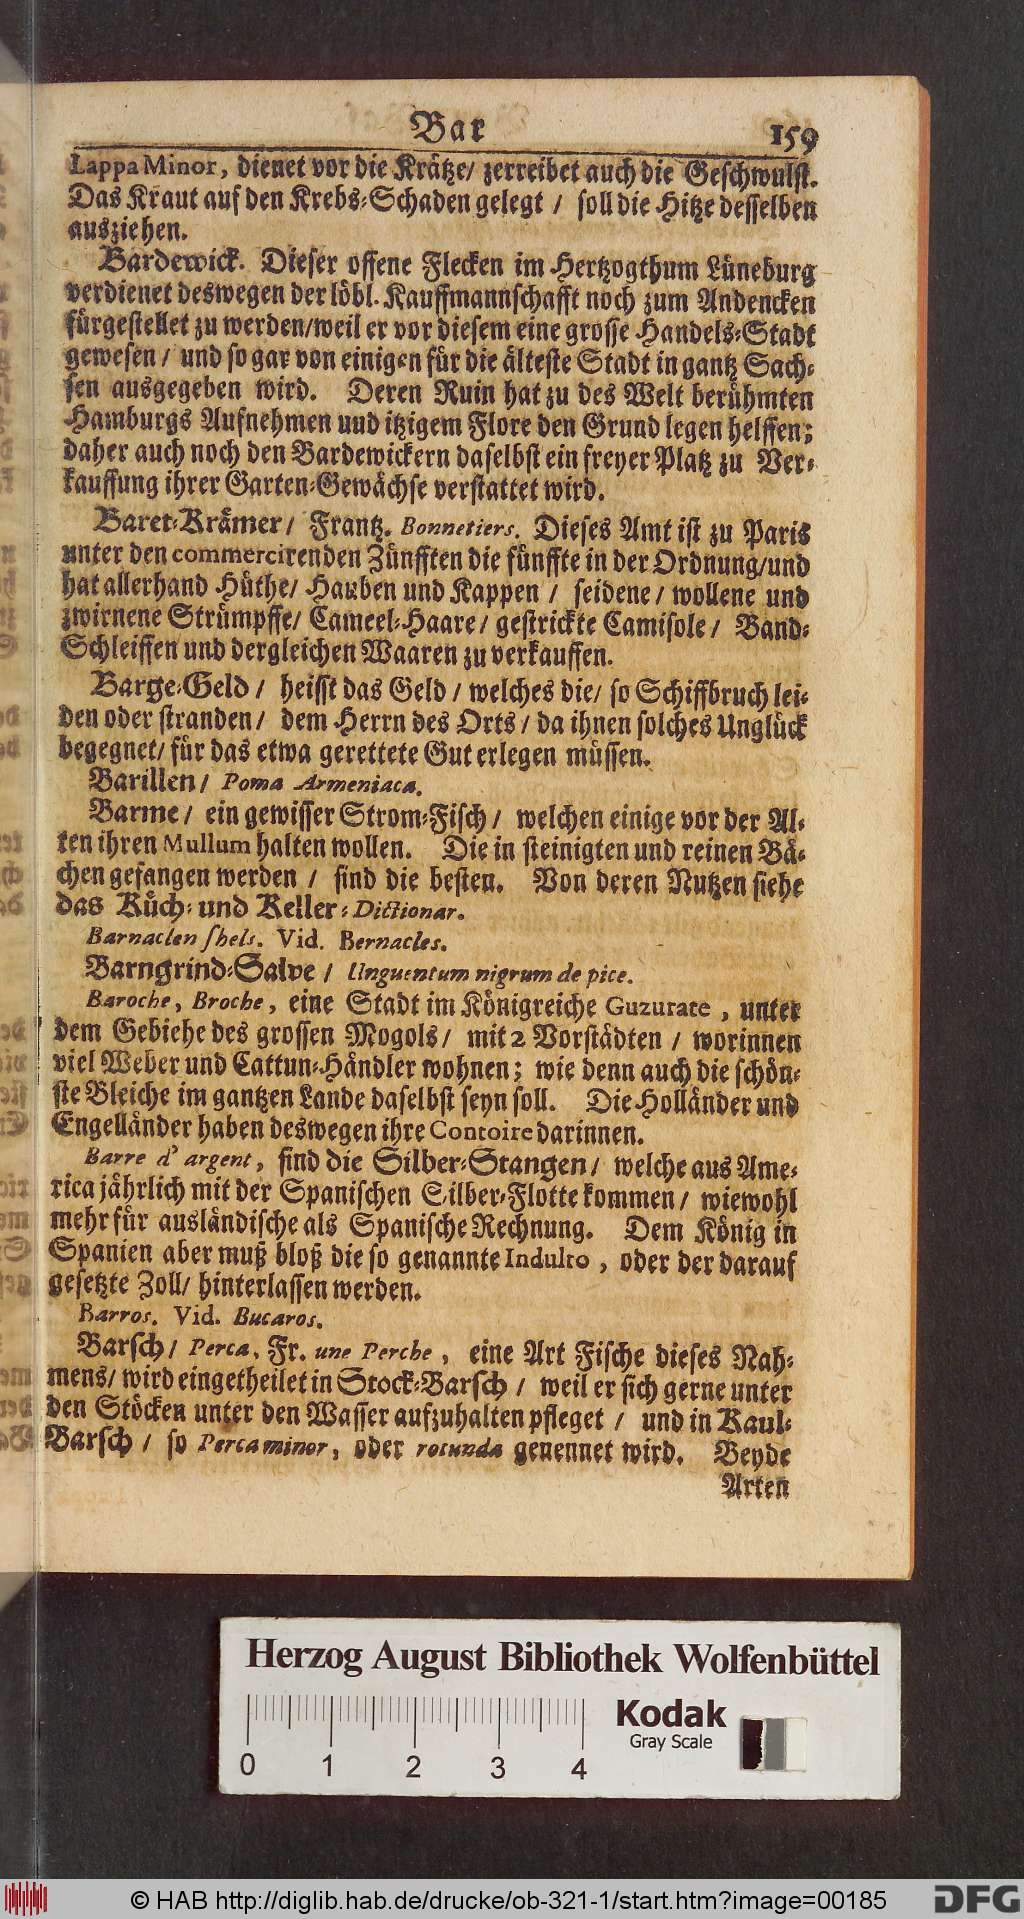 Bar 159
Lappa Minor, dienet vor die Krätze/ zerreibet auch die Geschwulst.
Das Kraut auf den Krebs-Schaden gelegt / soll die Hitze desselben
ausziehen.
Bardewick. Dieser offene Flecken im Hertzogthum Lüneburg
verdienet deswegen der löbl. Kauffmannschafft noch zum Andencken
fürgestellet zu werden/weil er vor diesem eine grosse Handels-Stadt
gewesen / und so gar von einigen für die älteste Stadt in gantz Sach-
sen ausgegeben wird. Deren Ruin hat zu des Welt berühmten
Hamburgs Aufnehmen und itzigem Flore den Grund legen helffen;
daher auch noch den Bardewickern daselbst ein freyer Platz zu Ver-
kauffung ihrer Garten-Gewächse verstattet wird.
Baret-Krämer/ Frantz. Bonnetiers. Dieses Amt ist zu Paris
unter den commercirenden Zünfften die fünffte in der Ordnung/und
hat allerhand Hüthe/ Hauben und Kappen / seidene / wollene und
zwirnene Strümpffe/ Cameel-Haare / gestrickte Camisole / Band-
Schleiffen und dergleichen Waaren zu verkauffen.
Barge-Geld / heisst das Geld / welches die/ so Schiffbruch lei-
den oder stranden / dem Herrn des Orts / da ihnen solches Unglück
begegnet/ für das etwa gerettete Gut erlegen müssen.
Barillen / Poma Armeniaca.
Barme / ein gewisser Strom-Fisch / welchen einige vor der Al-
ten ihren Mullum halten wollen. Die in steinigten und reinen Bä-
chen gefangen werden / sind die besten. Von deren Nutzen siehe
das Küch- und Keller-Dictionar.
Barnaclen shels. Vid. Bernacles.
Barngrind-Salve / Unguentum nigrum de pice.
Baroche, Broche, eine Stadt im Königreiche Guzurate, unter
dem Gebiehe des grossen Mogols / mit 2 Vorstädten / worinnen
viel Weber und Cattun-Händler wohnen; wie denn auch die schön-
ste Bleiche im gantzen Lande daselbst seyn soll. Die Holländer und
Engelländer haben deswegen ihre Contoire darinnen.
Barre d' argent, sind die Silber-Stangen / welche aus Ame-
rica jährlich mit der Spanischen Silber-Flotte kommen / wiewohl
mehr für ausländische als Spanische Rechnung. Dem König in
Spanien aber muß bloß die so genannte Indulto, oder der darauf
gesetzte Zoll/ hinterlassen werden.
Barros. Vid. Bucaros.
Barsch / Perca, Fr. une Perche, eine Art Fische dieses Nah-
mens/ wird eingetheilet in Stock-Barsch / weil er sich gerne unter
den Stöcken unter den Wasser aufzuhalten pfleget / und in Kaul-
Barsch / so Perca minor, oder rotunda genennet wird. Beyde
Arten
Herzog August Bibliothek Wolfenbüttel
0 1 2 3 4
Kodak
Gray Scale
© HAB http://diglib.hab.de/drucke/ob-321-1/start.htm?image=00185
DFG